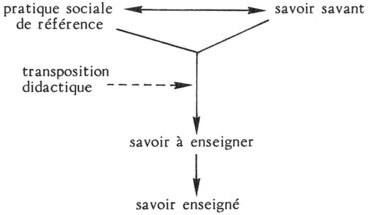 pratique sociale
de référence
savoir savant
transposition
didactique
savoir à enseigner
savoir enseigné